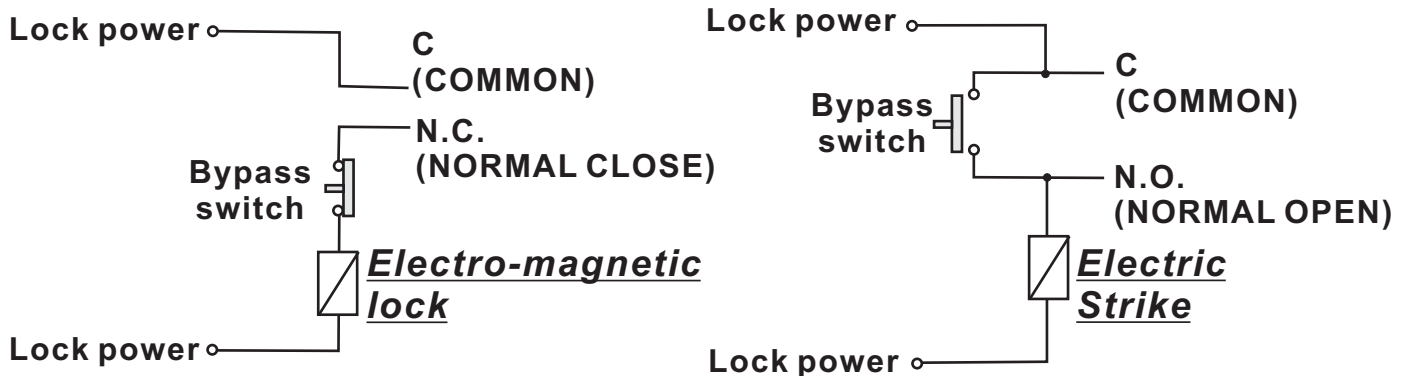 Lock power
C
(COMMON)
N.C.
(NORMAL CLOSE)
Bypass
switch
Electro-magnetic
lock
Lock power
Lock power
C
(COMMON)
Bypass
switch
N.O.
(NORMAL OPEN)
Electric
Strike
Lock power